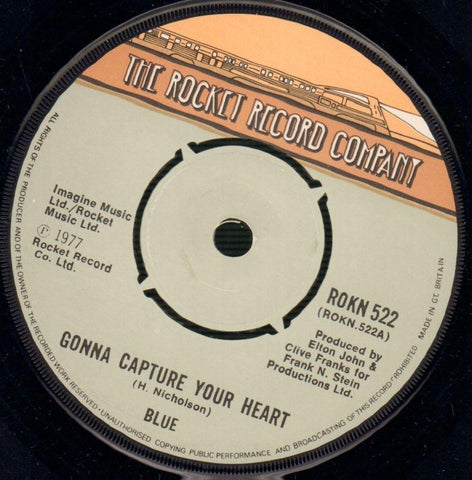 THE ROCKET RECORD COMPANY
Imagine Music
Ltd./Rocket
Music Ltd.
Ⓟ 1977
Rocket Record
Co. Ltd.
ROKN 522
(ROKN.522A)
Produced by
Elton John &
Clive Franks for
Frank N. Stein
Productions Ltd.
GONNA CAPTURE YOUR HEART
(H. Nicholson)
BLUE
ALL RIGHTS OF THE PRODUCER AND OF THE OWNER OF THE RECORDED WORK RESERVED·UNAUTHORISED COPYING PUBLIC PERFORMANCE AND BROADCASTING OF THIS RECORD PROHIBITED
MADE IN GT. BRITAIN